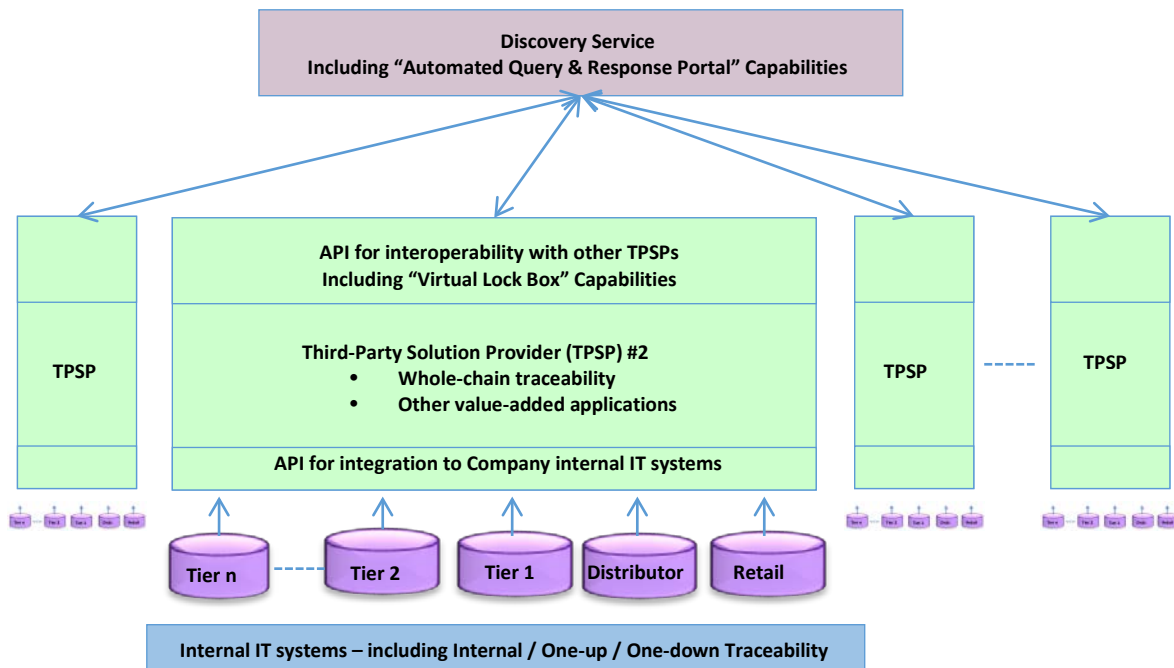 Discovery Service
Including “Automated Query & Response Portal” Capabilities
API for interoperability with other TPSPs
Including “Virtual Lock Box” Capabilities
TPSP
Third-Party Solution Provider (TPSP) #2
• Whole-chain traceability
• Other value-added applications
TPSP
TPSP
API for integration to Company internal IT systems
Tier n
Tier 2
Tier 1
Distributor
Retail
Internal IT systems – including Internal / One-up / One-down Traceability